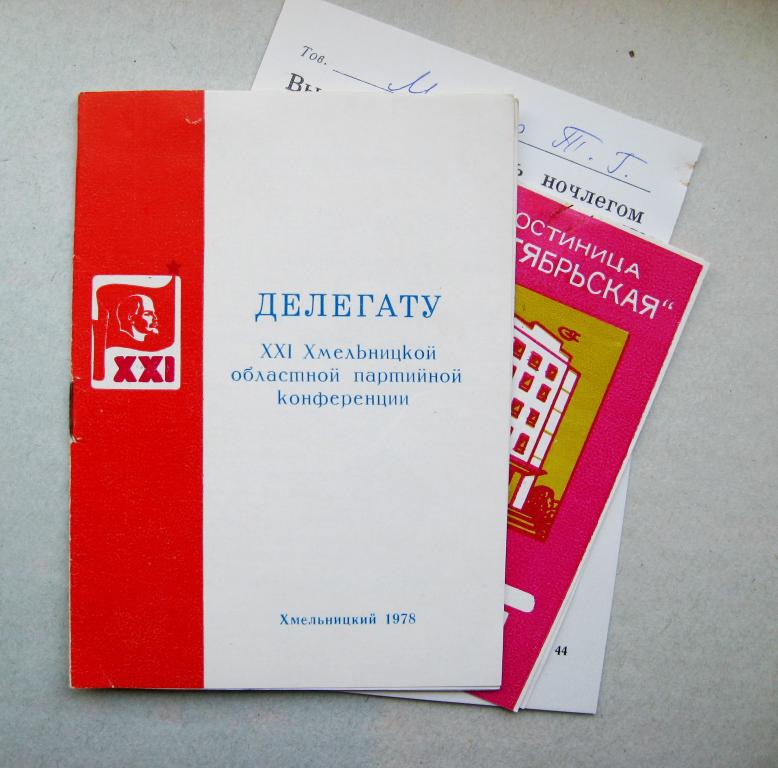 ДЕЛЕГАТУ
XXI Хмельницкой
областной партийной
конференции
Хмельницкий 1978
XXI
Тов.
Т. Г.
ночлегом
ОСТИНИЦА
ТЯБРЬСКАЯ“
44